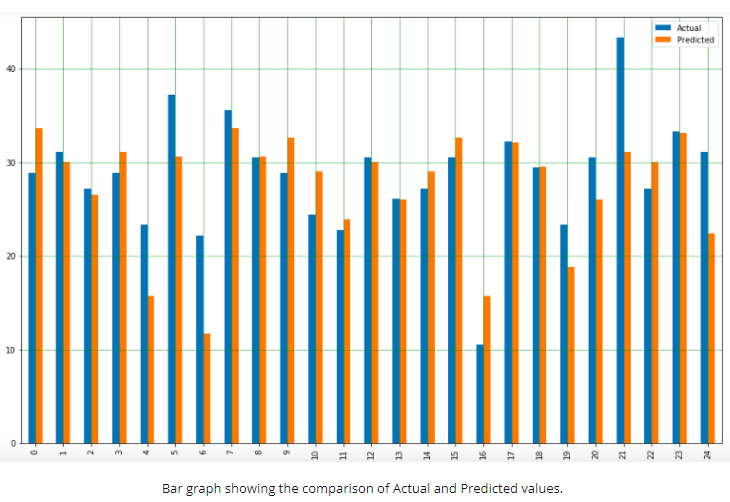 Actual
Predicted
40
30
20
10
0
0 1 2 3 4 5 6 7 8 9 10 11 12 13 14 15 16 17 18 19 20 21 22 23 24
Bar graph showing the comparison of Actual and Predicted values.